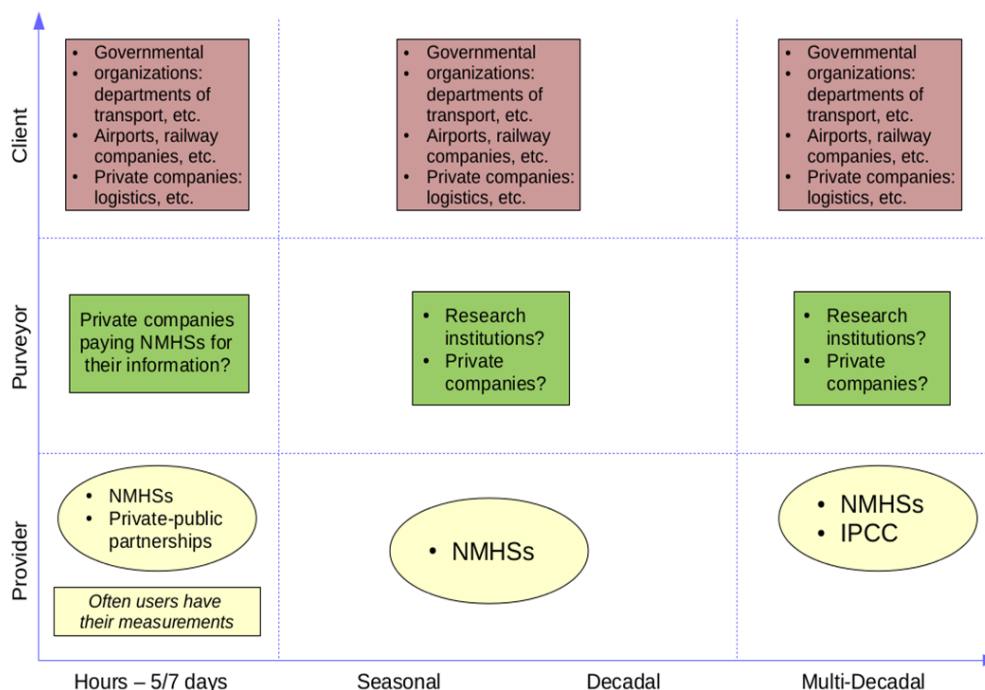 Client
• Governmental
• organizations:
departments of
transport, etc.
• Airports, railway
companies, etc.
• Private companies:
logistics, etc.
• Governmental
• organizations:
departments of
transport, etc.
• Airports, railway
companies, etc.
• Private companies:
logistics, etc.
• Governmental
• organizations:
departments of
transport, etc.
• Airports, railway
companies, etc.
• Private companies:
logistics, etc.
Purveyor
Private companies
paying NMHSs for
their information?
• Research
institutions?
• Private
companies?
• Research
institutions?
• Private
companies?
Provider
• NMHSs
• Private-public
partnerships
Often users have
their measurements
• NMHSs
• NMHSs
• IPCC
Hours – 5/7 days
Seasonal
Decadal
Multi-Decadal